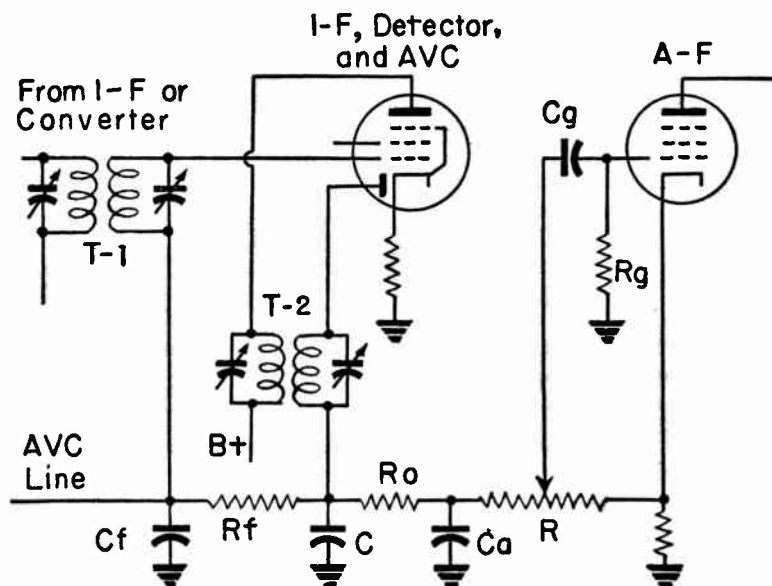 I-F, Detector,
and AVC
A-F
From I-F or
Converter
Cg
T-1
Rg
T-2
B+
AVC
Line
Ro
Rf
R
Cf
C
Ca